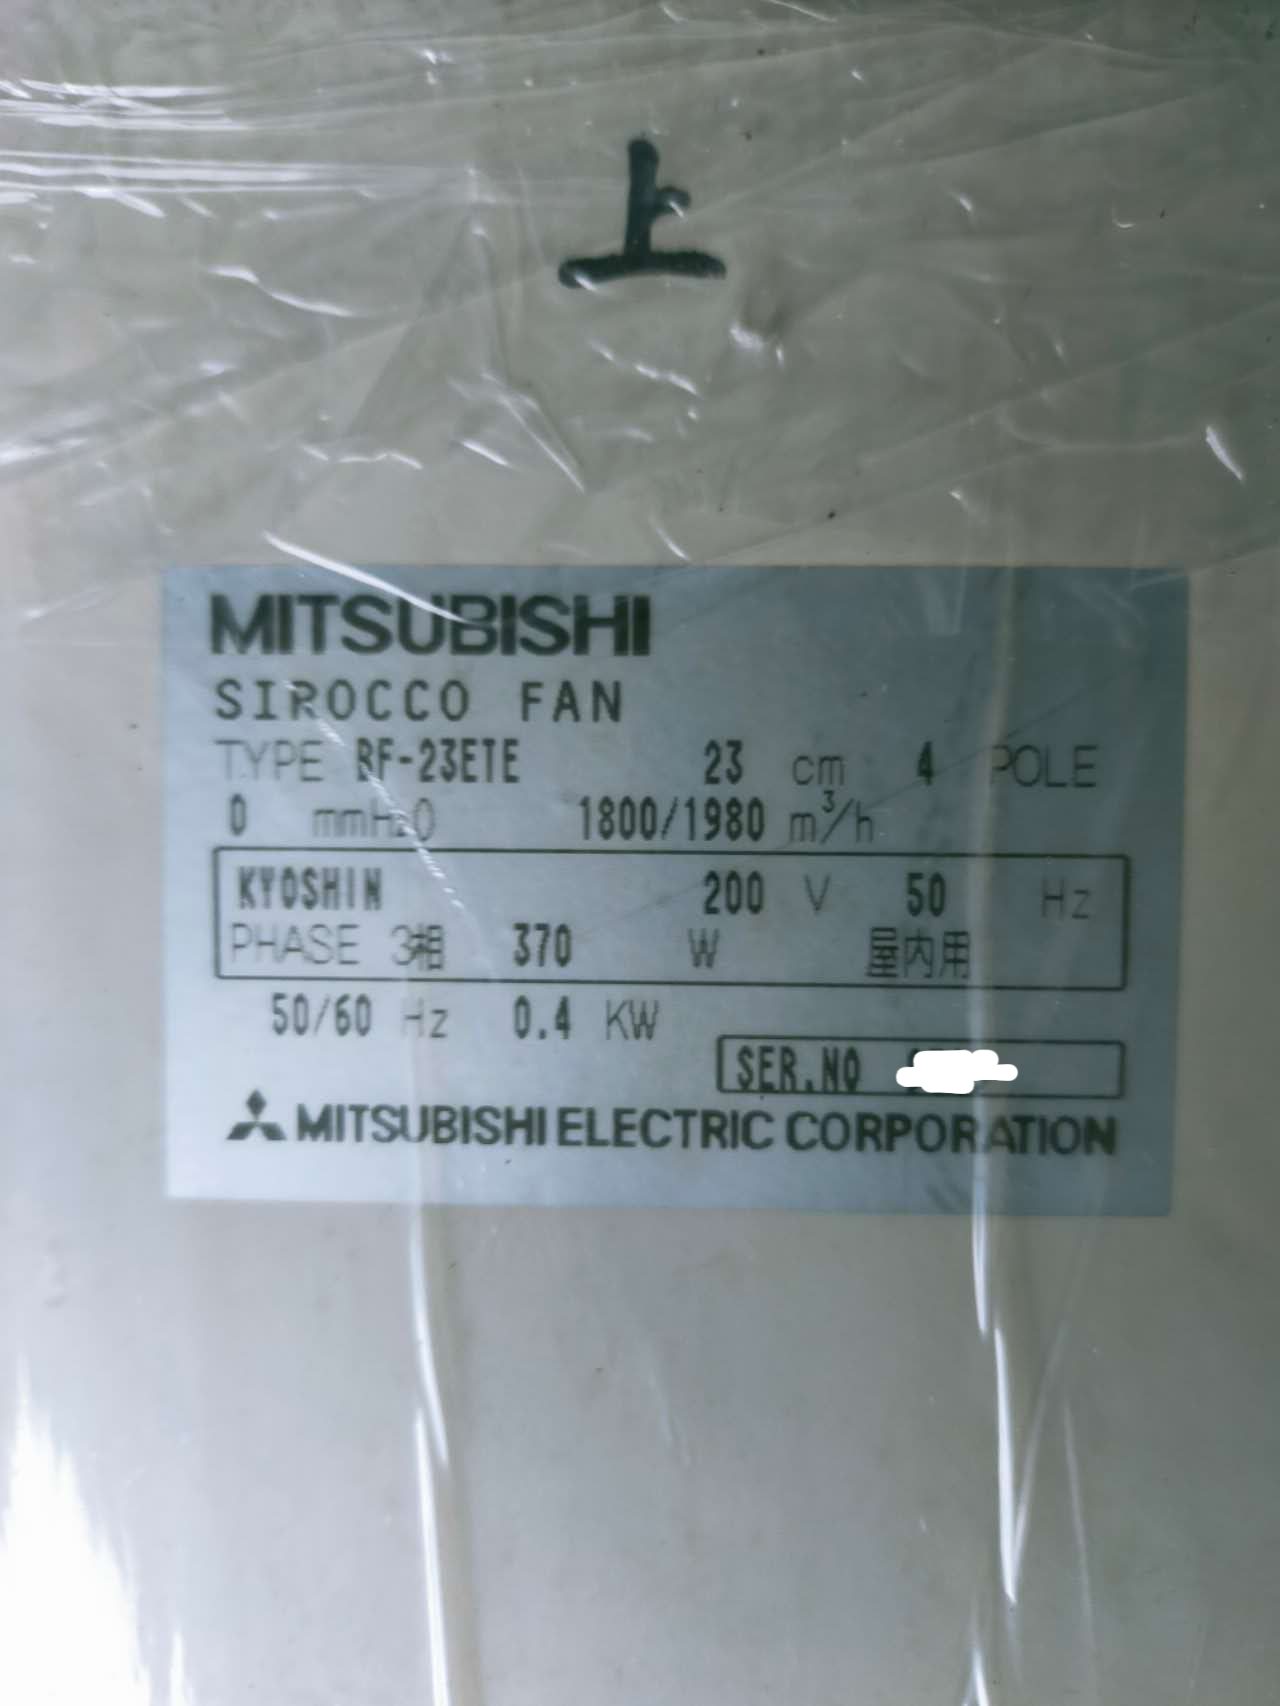 上
MITSUBISHI
SIROCCO FAN
TYPE BF-23ETE 23 cm 4 POLE
0 mmH₂O 1800/1980 m³/h
KYOSHIN 200 V 50 Hz
PHASE 3相 370 W 屋内用
50/60 Hz 0.4 KW
SER.NO
MITSUBISHI ELECTRIC CORPORATION